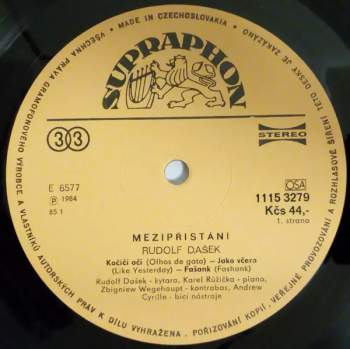 MADE IN CZECHOSLOVAKIA • VŠECHNA PRÁVA GRAMOFONOVÉHO VÝROBCE A VLASTNÍKŮ AUTORSKÝCH PRÁV K DÍLU VYHRAŽENA. • POŘIZOVÁNÍ KOPIÍ, VEŘEJNÉ PROVOZOVÁNÍ A ROZHLASOVÉ ŠÍŘENÍ TÉTO DESKY JE ZAKÁZÁNO
SUPRAPHON
33
STEREO
E 6577
℗ 1984
85 1
OSA
1115 3279
Kčs 44,-
1. strana
MEZIPŘISTÁNÍ
RUDOLF DAŠEK
Kočičí oči (Olhos de gato) – Jako včera
(Like Yesterday) – Fašank (Fashunk)
Rudolf Dašek - kytara, Karel Růžička - piano,
Zbigniew Wegehaupt - kontrabas, Andrew
Cyrille - bicí nástroje